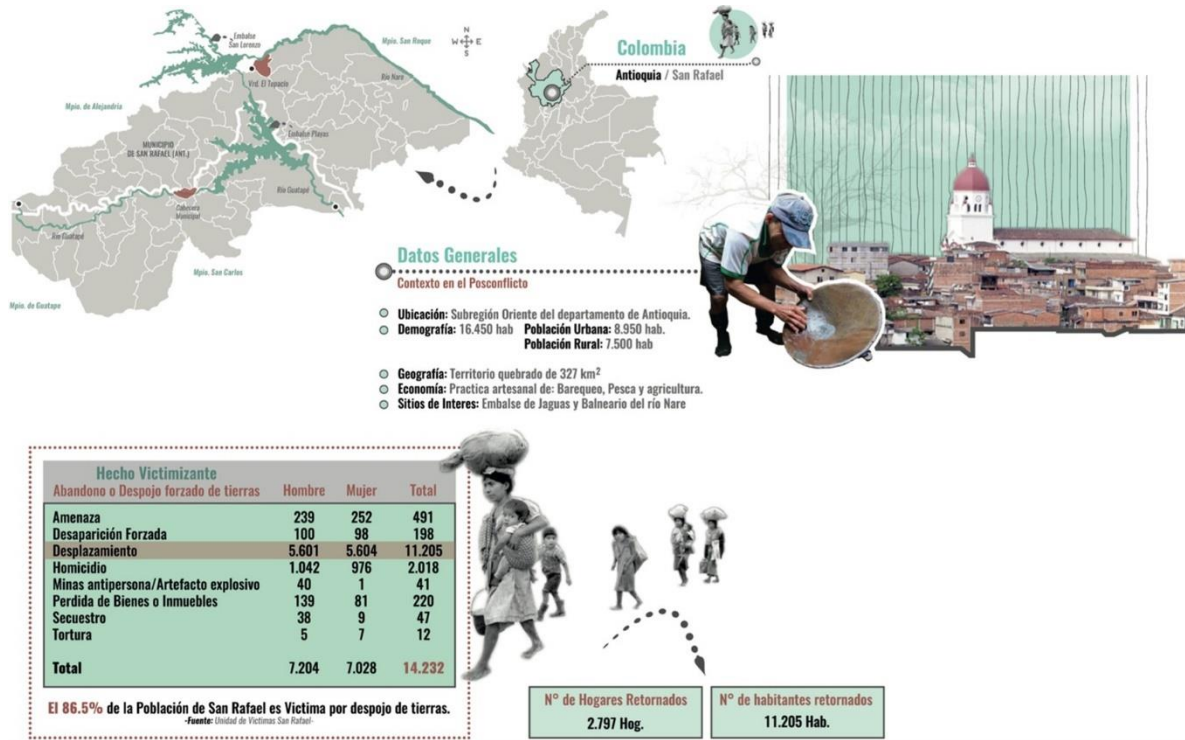 Embalse
San Lorenzo
Mpio. San Roque
N
W E
S
Vrd. El Topacio
Río Nare
Mpio. de Alejandría
Embalse Playas
MUNICIPIO
DE SAN RAFAEL (ANT.)
Río Guatapé
Cabecera
Municipal
Río Guatapé
Mpio. San Carlos
Mpio. de Guatape
Colombia
Antioquia / San Rafael
Datos Generales
Contexto en el Posconflicto
Ubicación: Subregión Oriente del departamento de Antioquia.
Demografía: 16.450 hab Población Urbana: 8.950 hab.
Población Rural: 7.500 hab
Geografía: Territorio quebrado de 327 km²
Economía: Practica artesanal de: Barequeo, Pesca y agricultura.
Sitios de Interes: Embalse de Jaguas y Balneario del río Nare
Hecho Victimizante
Abandono o Despojo forzado de tierras Hombre Mujer Total
Amenaza 239 252 491
Desaparición Forzada 100 98 198
Desplazamiento 5.601 5.604 11.205
Homicidio 1.042 976 2.018
Minas antipersona/Artefacto explosivo 40 1 41
Perdida de Bienes o Inmuebles 139 81 220
Secuestro 38 9 47
Tortura 5 7 12
Total 7.204 7.028 14.232
El 86.5% de la Población de San Rafael es Victima por despojo de tierras.
-Fuente: Unidad de Victimas San Rafael-
N° de Hogares Retornados
2.797 Hog.
N° de habitantes retornados
11.205 Hab.